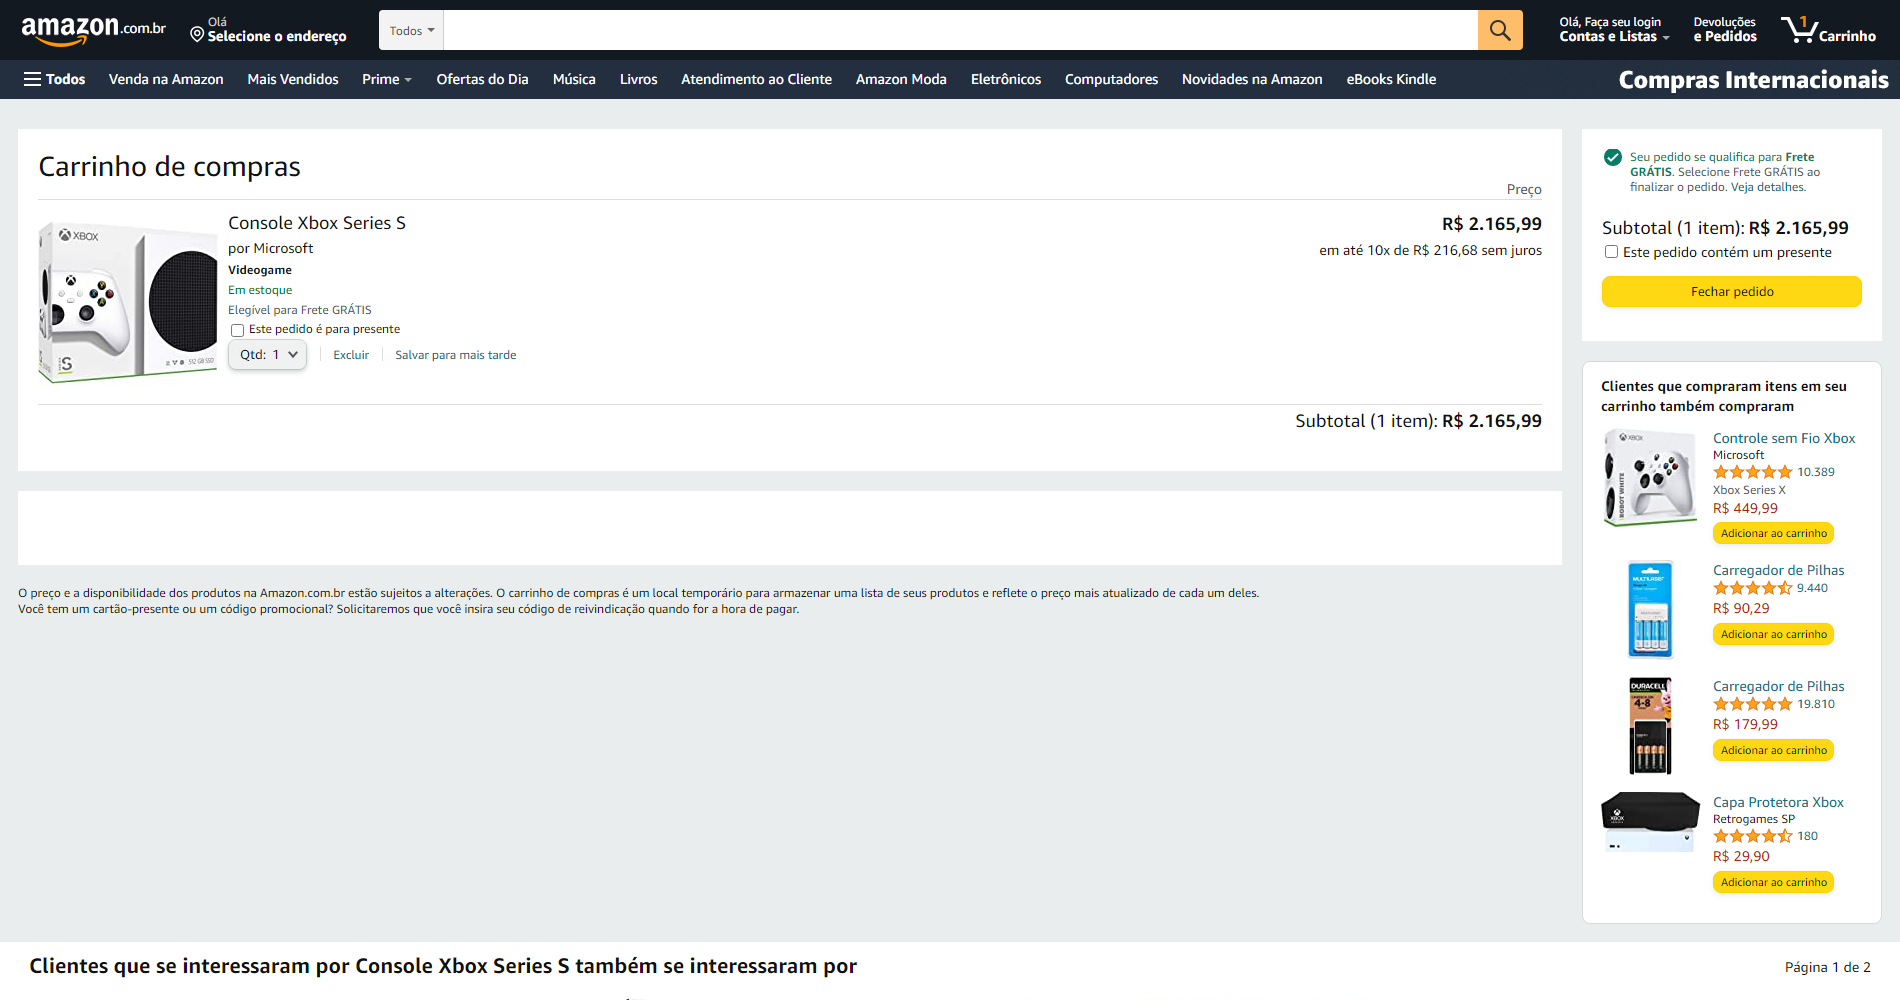 amazon.com.br
Olá
Selecione o endereço
Todos
Olá, Faça seu login
Contas e Listas
Devoluções
e Pedidos
1
Carrinho
Todos
Venda na Amazon
Mais Vendidos
Prime
Ofertas do Dia
Música
Livros
Atendimento ao Cliente
Amazon Moda
Eletrônicos
Computadores
Novidades na Amazon
eBooks Kindle
Compras Internacionais
Carrinho de compras
Preço
XBOX
S
512 GB SSD
Console Xbox Series S
por Microsoft
Videogame
Em estoque
Elegível para Frete GRÁTIS
Este pedido é para presente
Qtd: 1
Excluir
Salvar para mais tarde
R$ 2.165,99
em até 10x de R$ 216,68 sem juros
Subtotal (1 item): R$ 2.165,99
O preço e a disponibilidade dos produtos na Amazon.com.br estão sujeitos a alterações. O carrinho de compras é um local temporário para armazenar uma lista de seus produtos e reflete o preço mais atualizado de cada um deles.
Você tem um cartão-presente ou um código promocional? Solicitaremos que você insira seu código de reivindicação quando for a hora de pagar.
Seu pedido se qualifica para Frete
GRÁTIS. Selecione Frete GRÁTIS ao
finalizar o pedido. Veja detalhes.
Subtotal (1 item): R$ 2.165,99
Este pedido contém um presente
Fechar pedido
Clientes que compraram itens em seu
carrinho também compraram
XBOX
ROBOT WHITE
Controle sem Fio Xbox
Microsoft
10.389
Xbox Series X
R$ 449,99
Adicionar ao carrinho
MULTILASER
Carregador de Pilhas
9.440
R$ 90,29
Adicionar ao carrinho
DURACELL
4-8
Carregador de Pilhas
19.810
R$ 179,99
Adicionar ao carrinho
XBOX
Capa Protetora Xbox
Retrogames SP
180
R$ 29,90
Adicionar ao carrinho
Clientes que se interessaram por Console Xbox Series S também se interessaram por
Página 1 de 2